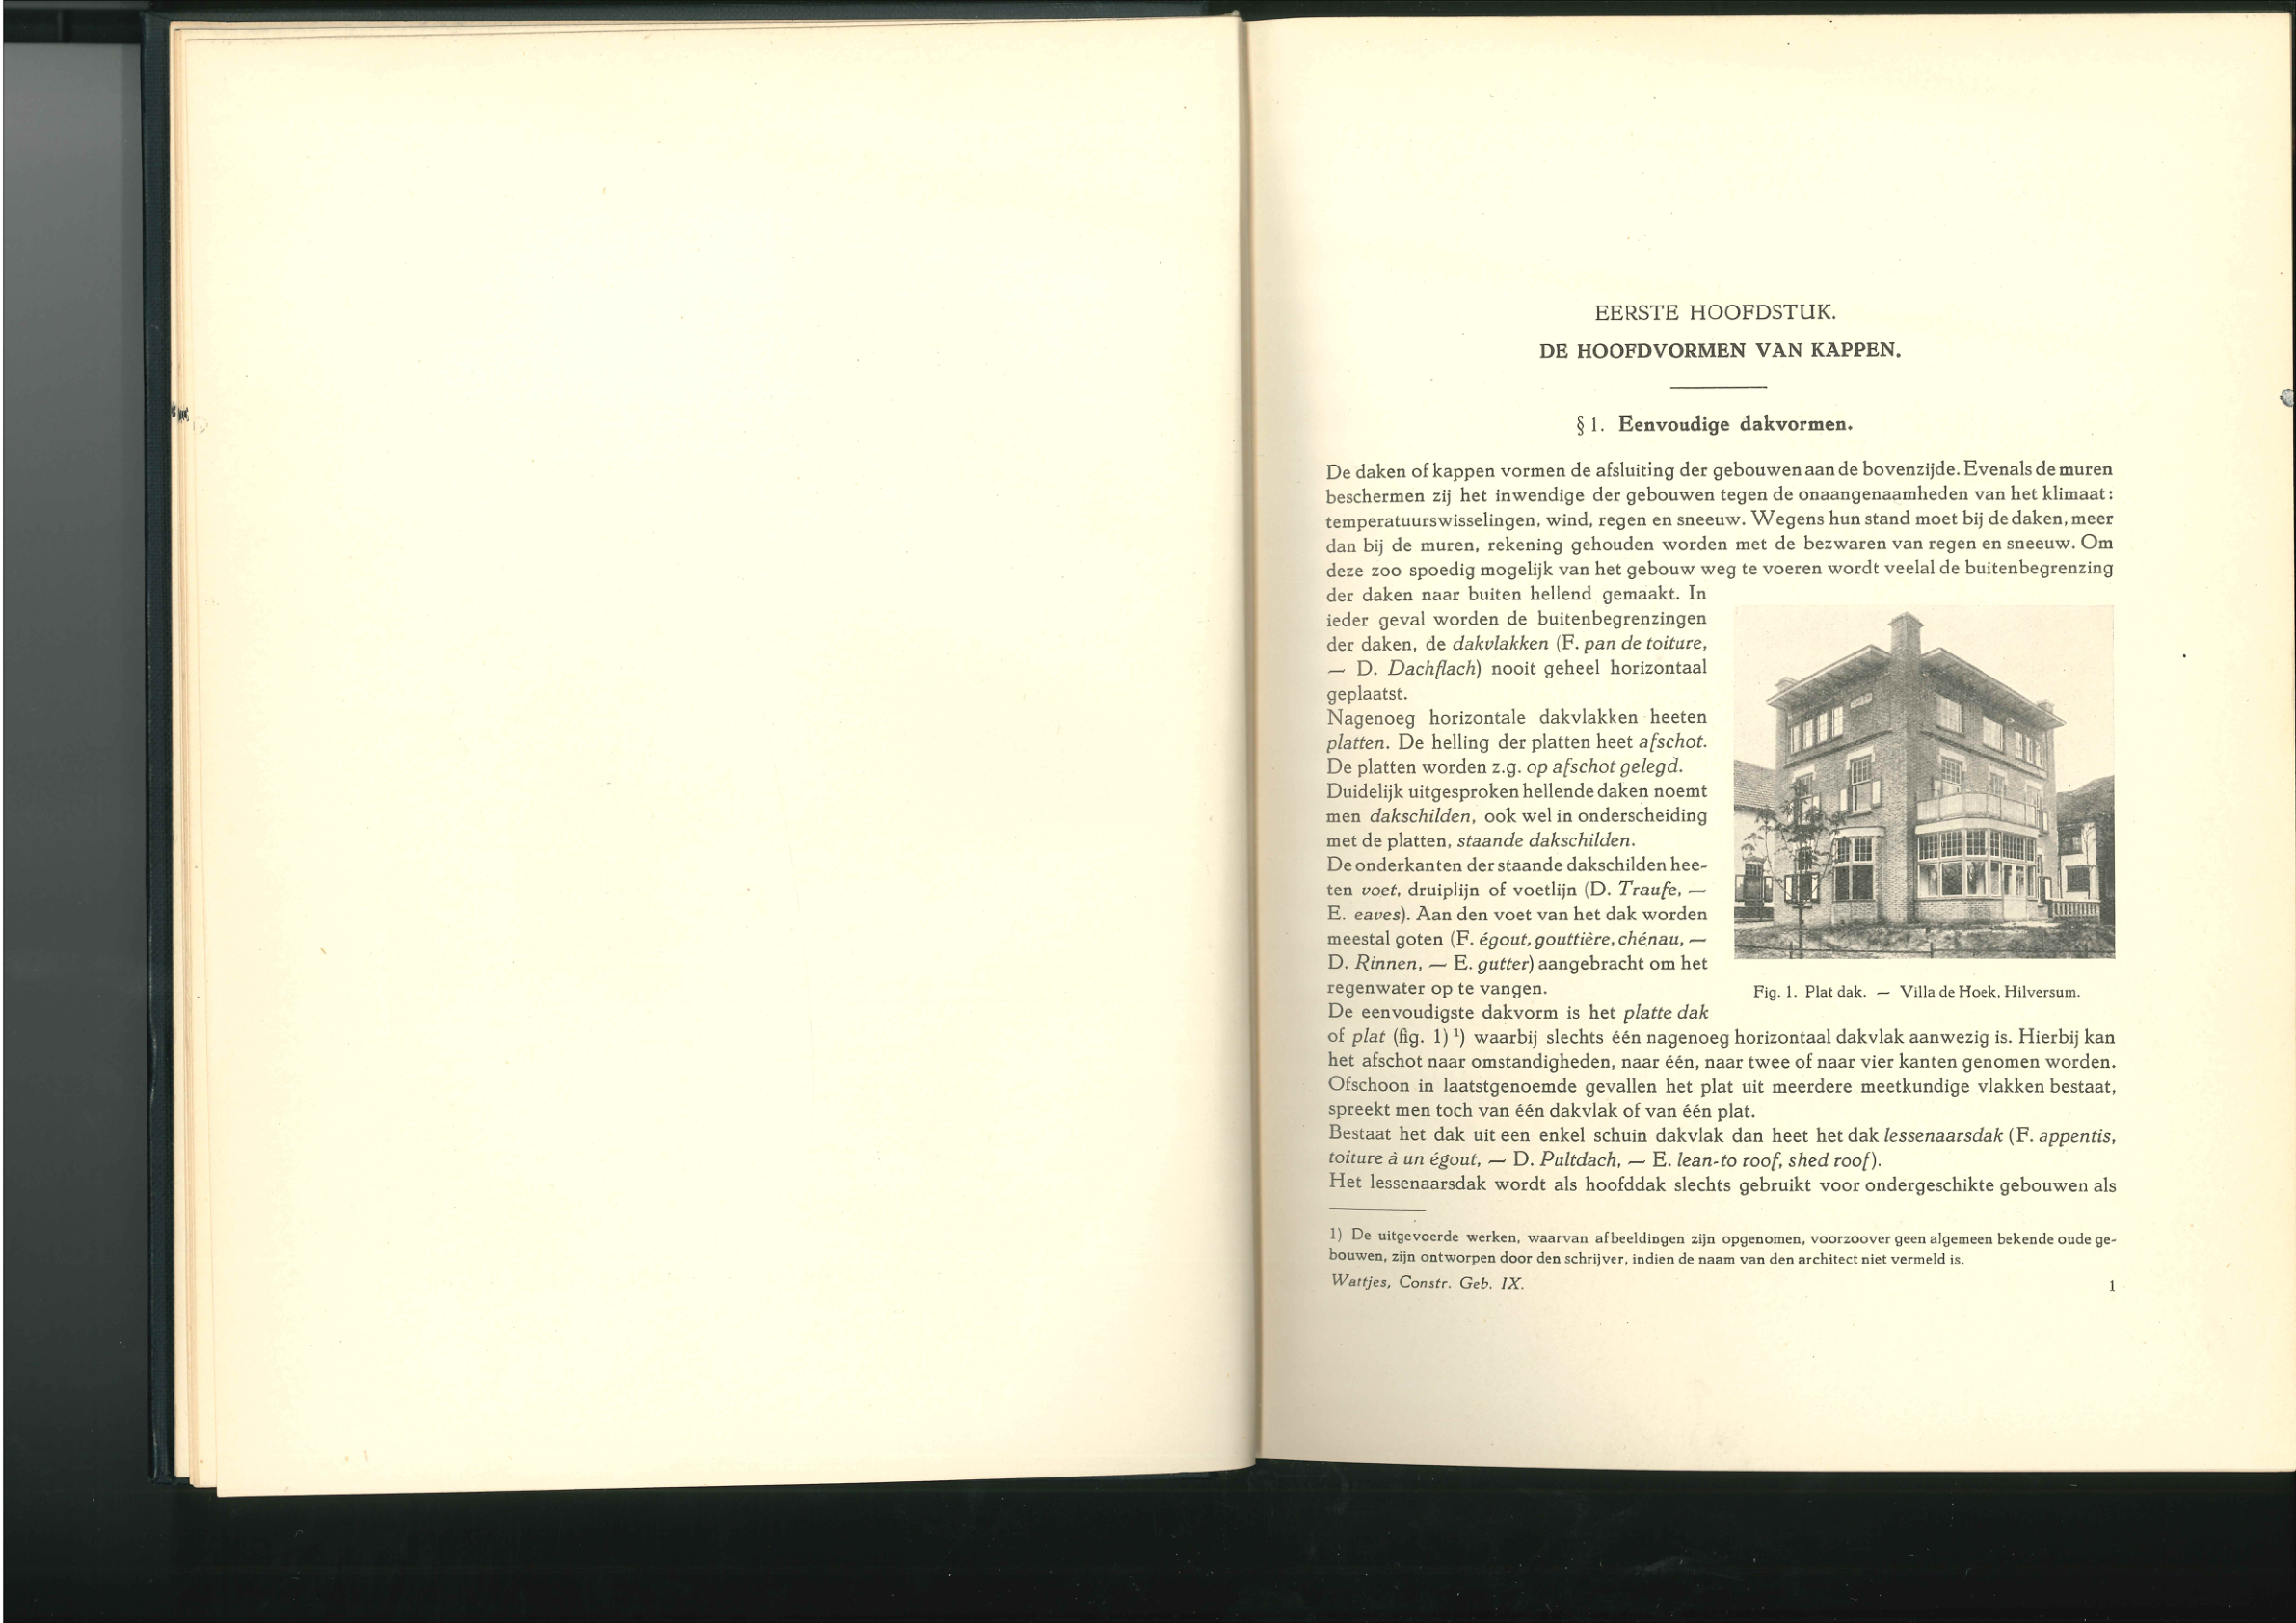 EERSTE HOOFDSTUK.
DE HOOFDVORMEN VAN KAPPEN.
§ 1. Eenvoudige dakvormen.
De daken of kappen vormen de afsluiting der gebouwen aan de bovenzijde. Evenals de muren
beschermen zij het inwendige der gebouwen tegen de onaangenaamheden van het klimaat:
temperatuurswisselingen, wind, regen en sneeuw. Wegens hun stand moet bij de daken, meer
dan bij de muren, rekening gehouden worden met de bezwaren van regen en sneeuw. Om
deze zoo spoedig mogelijk van het gebouw weg te voeren wordt veelal de buitenbegrenzing
der daken naar buiten hellend gemaakt. In
ieder geval worden de buitenbegrenzingen
der daken, de dakvlakken (F. pan de toiture,
— D. Dachflach) nooit geheel horizontaal
geplaatst.
Nagenoeg horizontale dakvlakken heeten
platten. De helling der platten heet afschot.
De platten worden z.g. op afschot gelegd.
Duidelijk uitgesproken hellende daken noemt
men dakschilden, ook wel in onderscheiding
met de platten, staande dakschilden.
De onderkanten der staande dakschilden hee-
ten voet, druiplijn of voetlijn (D. Traufe, —
E. eaves). Aan den voet van het dak worden
meestal goten (F. égout, gouttière, chénau, —
D. Rinnen, — E. gutter) aangebracht om het
regenwater op te vangen.
De eenvoudigste dakvorm is het platte dak
Fig. 1. Plat dak. — Villa de Hoek, Hilversum.
of plat (fig. 1) ¹) waarbij slechts één nagenoeg horizontaal dakvlak aanwezig is. Hierbij kan
het afschot naar omstandigheden, naar één, naar twee of naar vier kanten genomen worden.
Ofschoon in laatstgenoemde gevallen het plat uit meerdere meetkundige vlakken bestaat,
spreekt men toch van één dakvlak of van één plat.
Bestaat het dak uit een enkel schuin dakvlak dan heet het dak lessenaarsdak (F. appentis,
toiture à un égout, — D. Pultdach, — E. lean-to roof, shed roof).
Het lessenaarsdak wordt als hoofddak slechts gebruikt voor ondergeschikte gebouwen als
1) De uitgevoerde werken, waarvan afbeeldingen zijn opgenomen, voorzoover geen algemeen bekende oude ge-
bouwen, zijn ontworpen door den schrijver, indien de naam van den architect niet vermeld is.
Wattjes, Constr. Geb. IX.
1